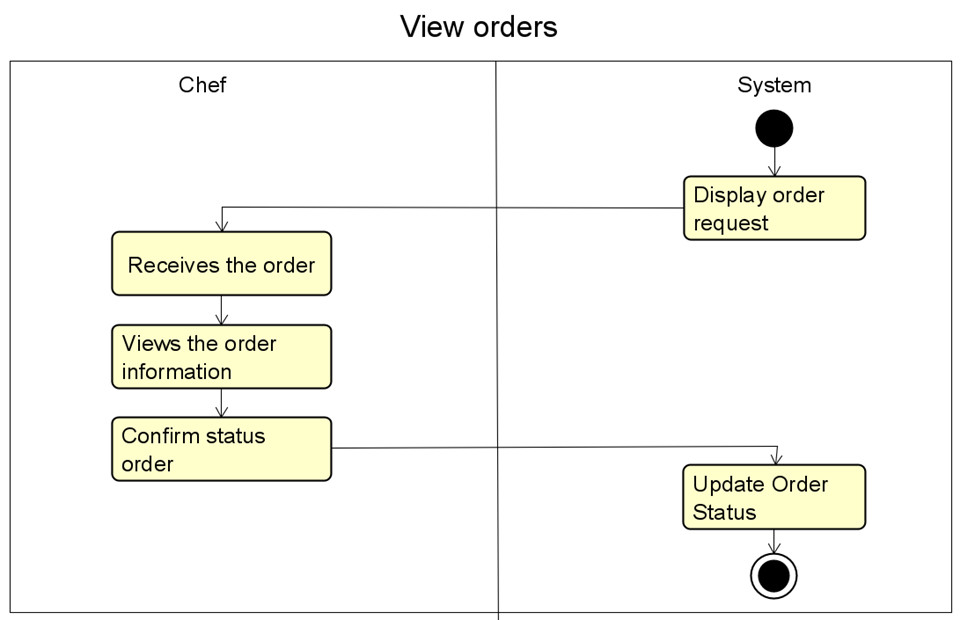 View orders
Chef
System
Display order
request
Receives the order
Views the order
information
Confirm status
order
Update Order
Status